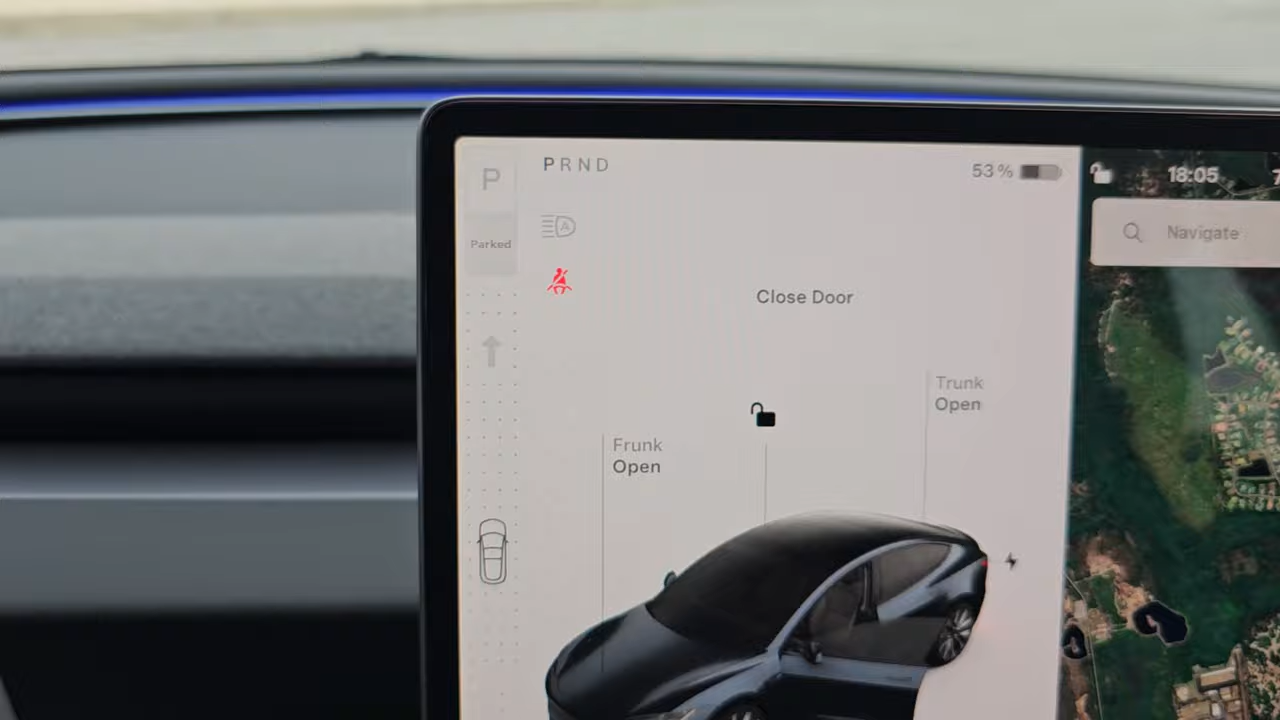 P
Parked
PRND
53 %
Close Door
Frunk
Open
Trunk
Open
18:05
Navigate